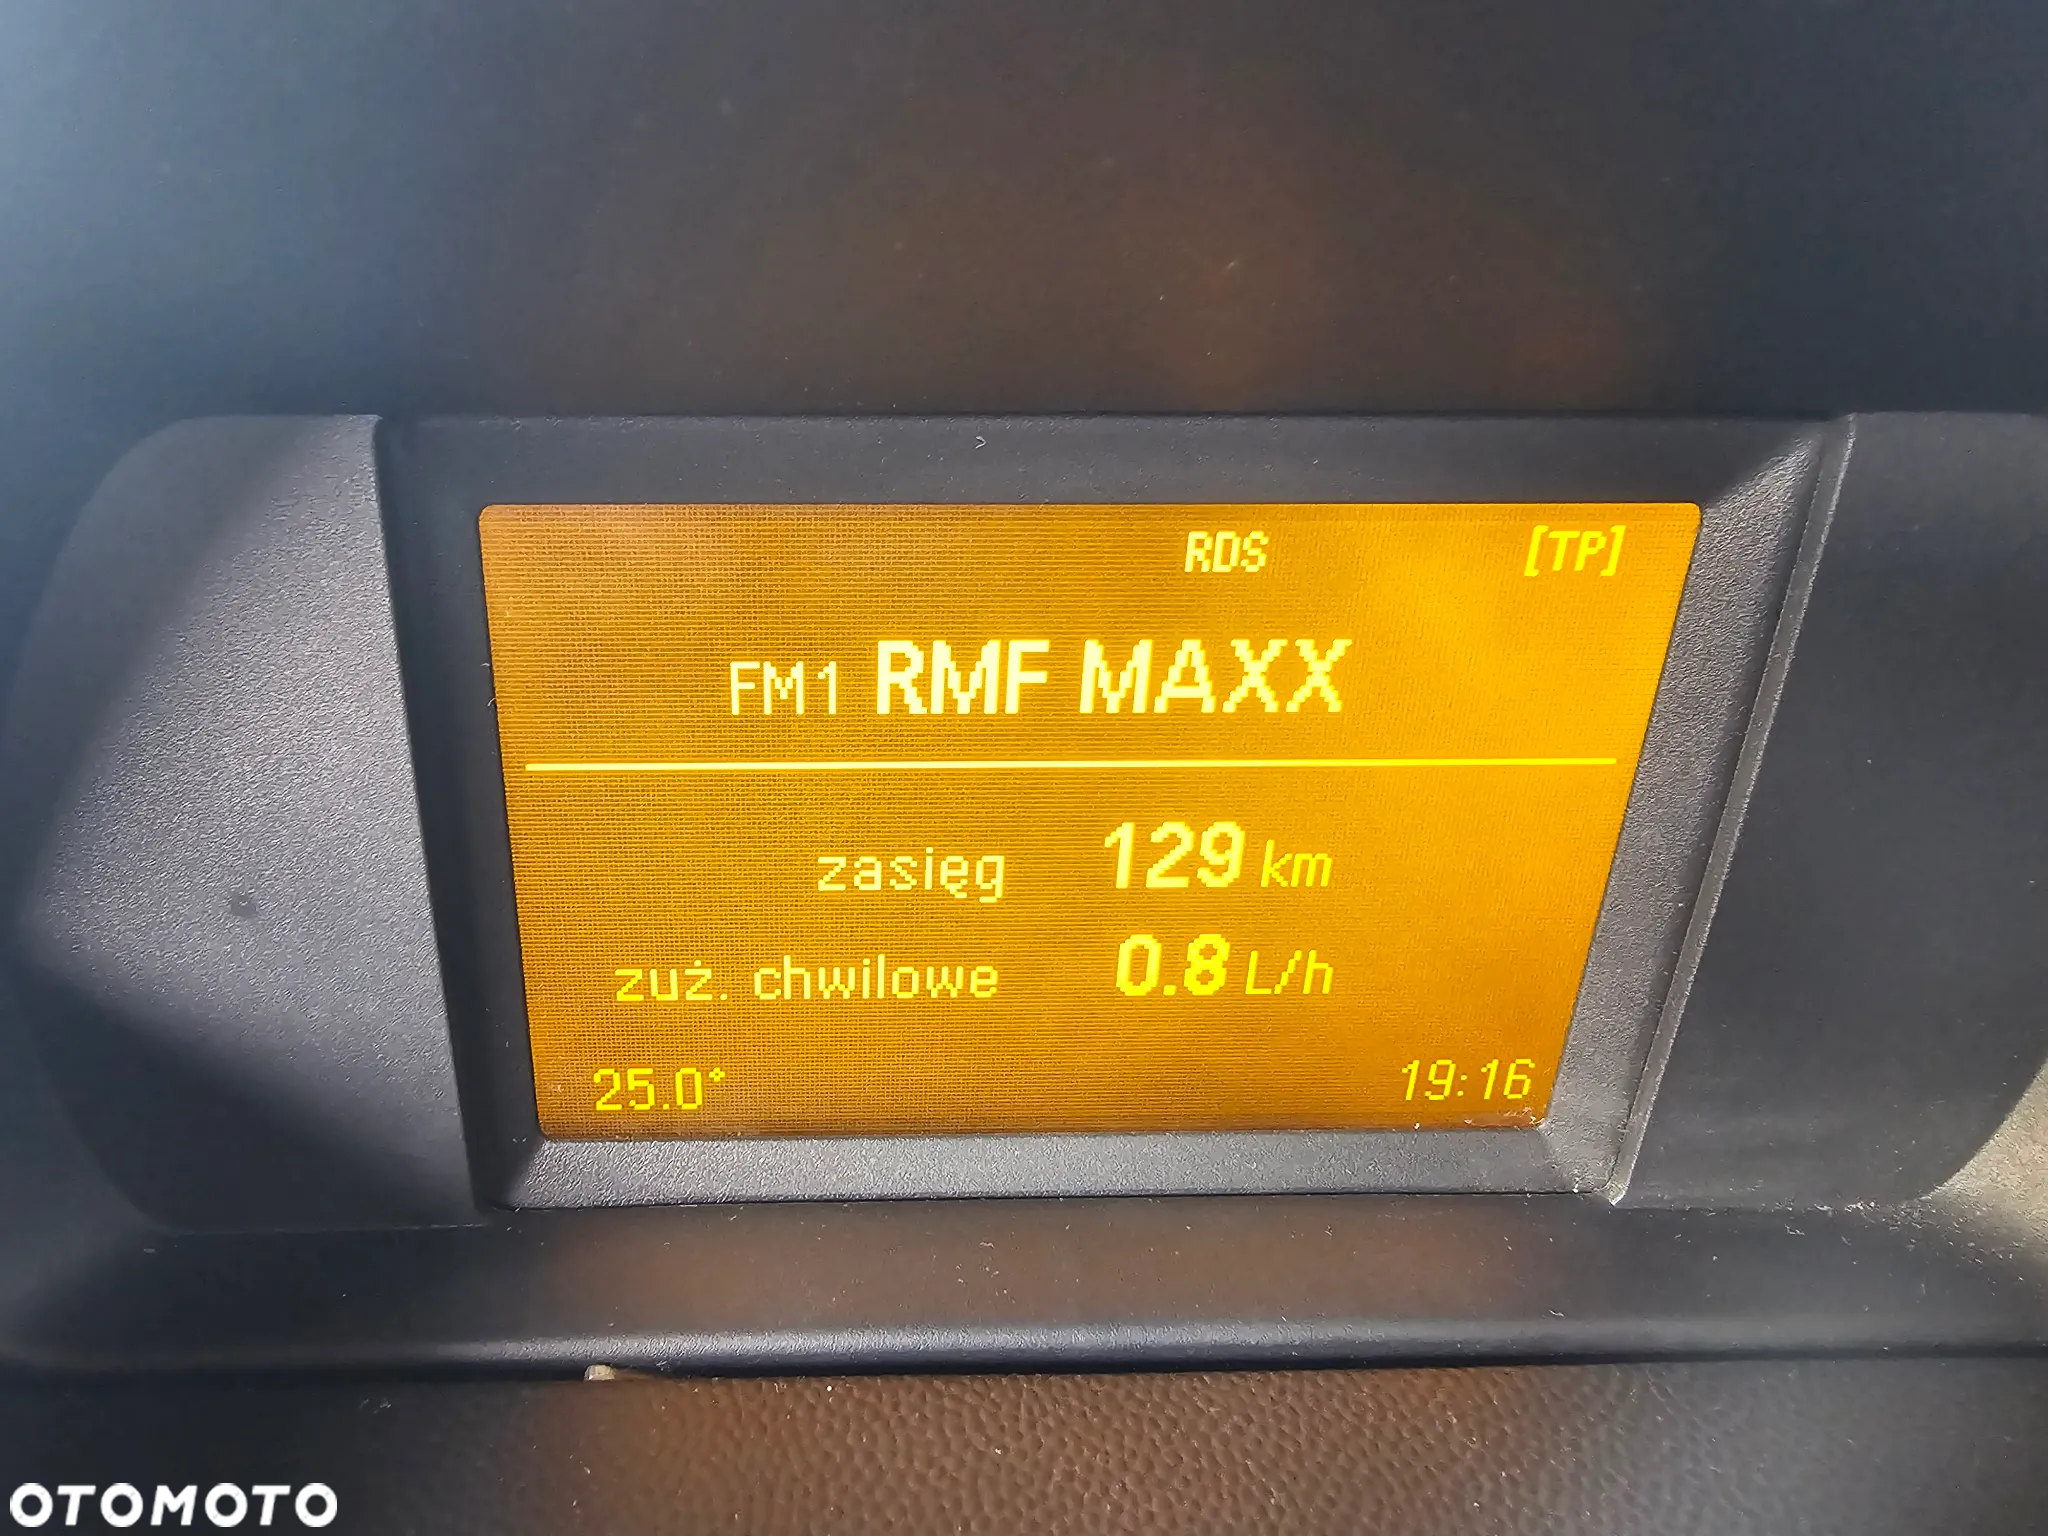 RDS [TP]
FM1 RMF MAXX
zasięg 129 km
zuż. chwilowe 0.8 L/h
25.0° 19:16
OTOMOTO